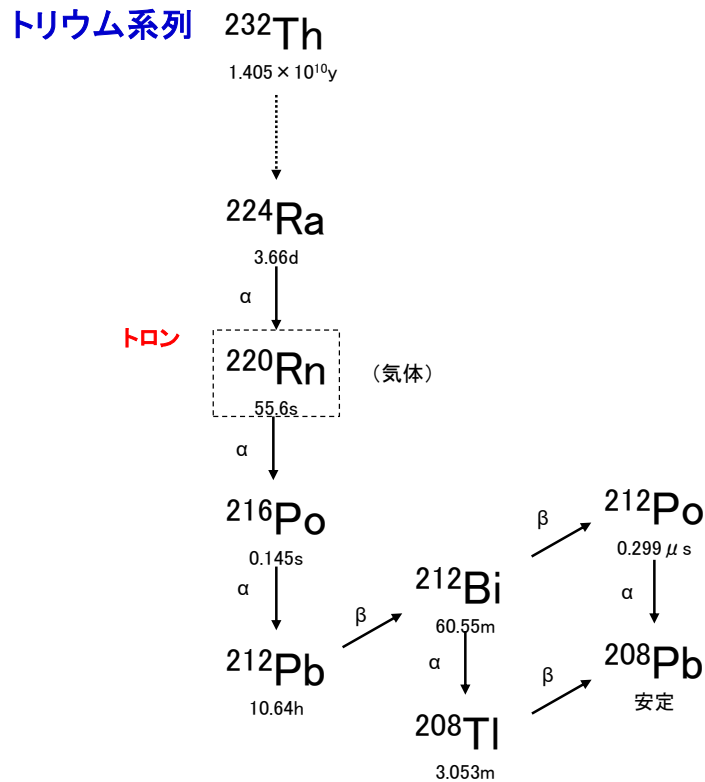 トリウム系列
²³²Th
1.405×10¹⁰y
²²⁴Ra
3.66d
α
トロン
²²⁰Rn
（気体）
55.6s
α
²¹⁶Po
0.145s
α
²¹²Pb
10.64h
β
²¹²Bi
60.55m
α
²⁰⁸Tl
3.053m
β
²¹²Po
0.299μs
α
β
²⁰⁸Pb
安定